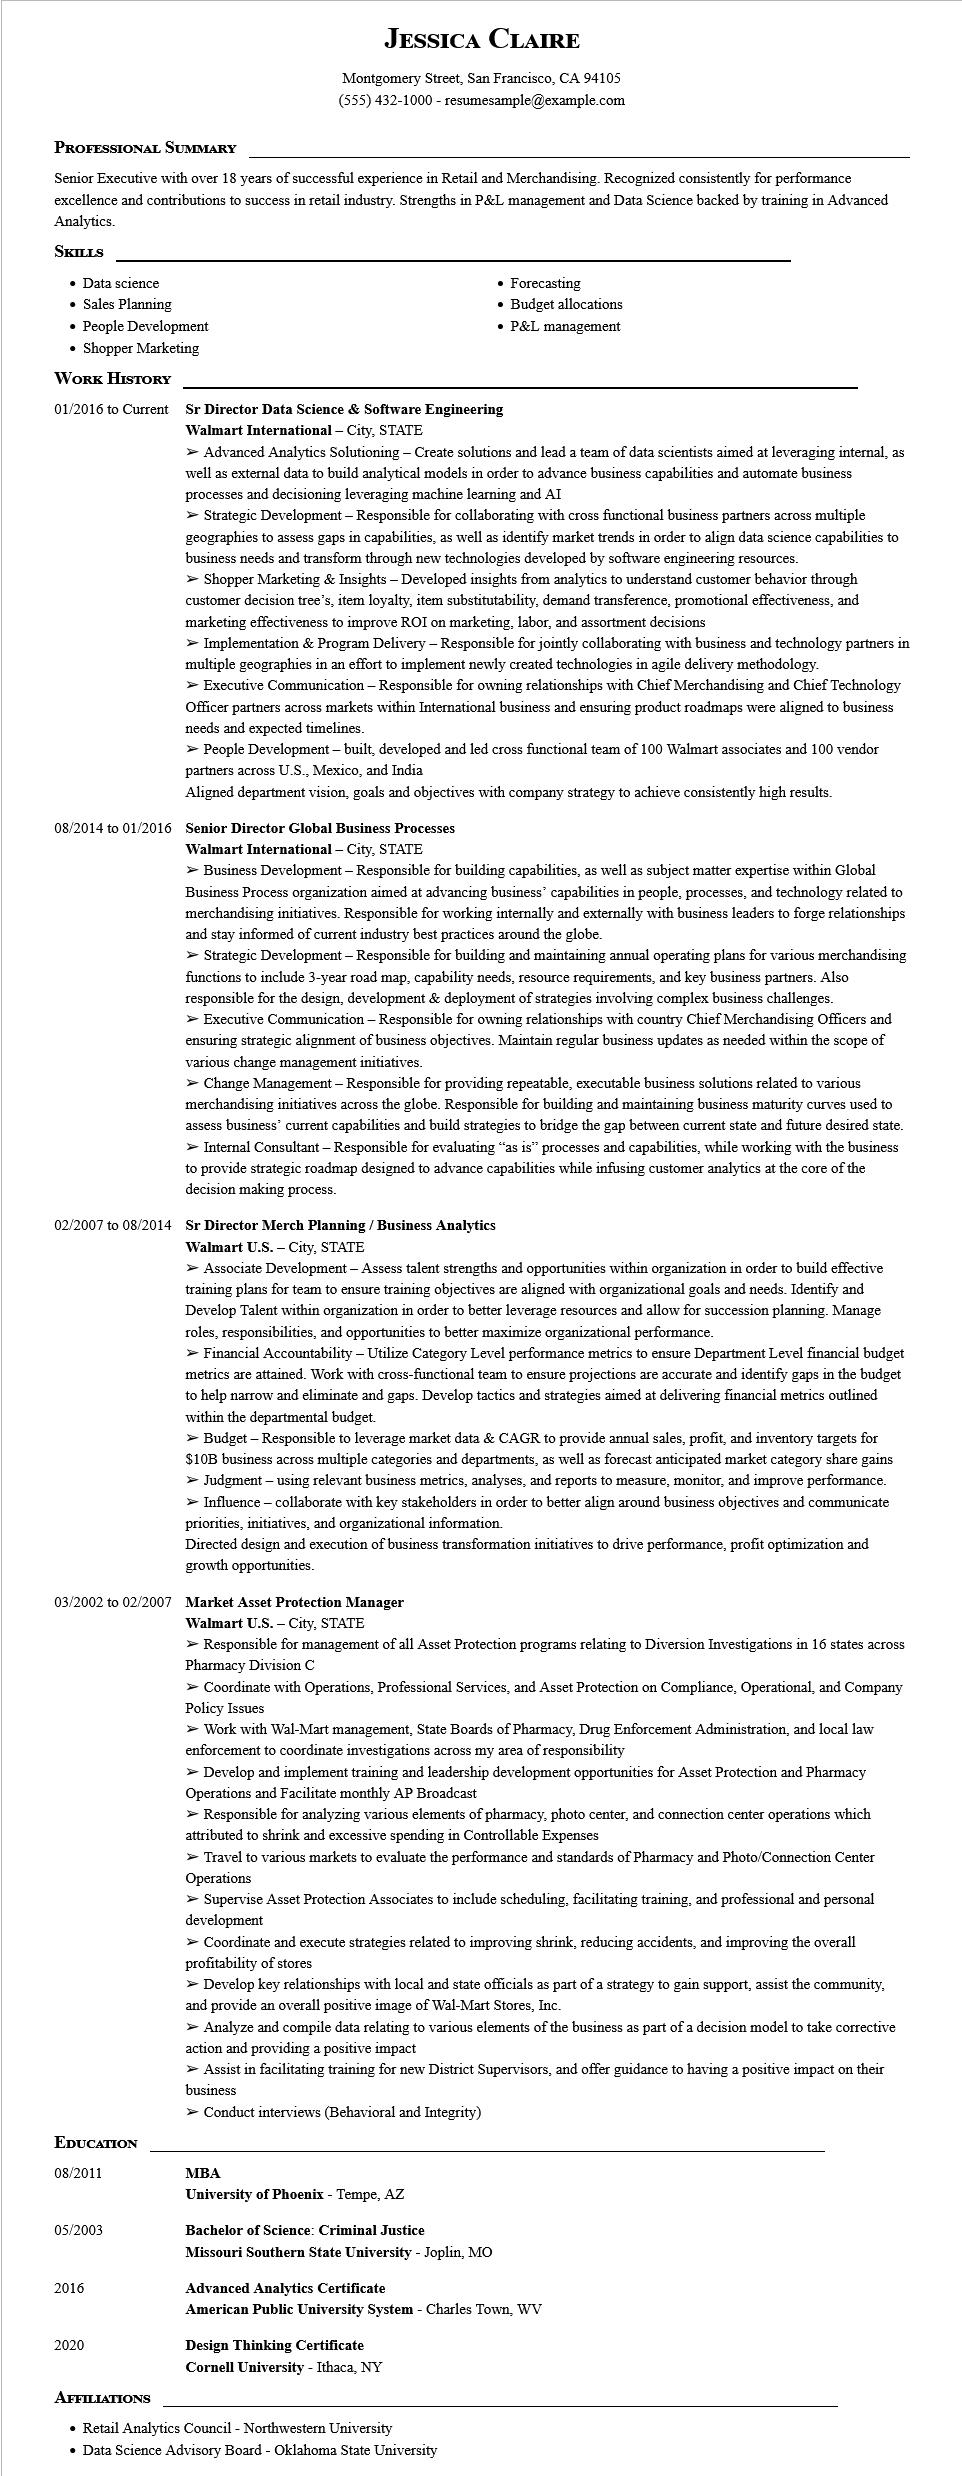 Jessica Claire
Montgomery Street, San Francisco, CA 94105
(555) 432-1000 - resumesample@example.com
Professional Summary
Senior Executive with over 18 years of successful experience in Retail and Merchandising. Recognized consistently for performance
excellence and contributions to success in retail industry. Strengths in P&L management and Data Science backed by training in Advanced
Analytics.
Skills
• Data science
• Sales Planning
• People Development
• Shopper Marketing
• Forecasting
• Budget allocations
• P&L management
Work History
01/2016 to Current Sr Director Data Science & Software Engineering
Walmart International – City, STATE
➢ Advanced Analytics Solutioning – Create solutions and lead a team of data scientists aimed at leveraging internal, as
well as external data to build analytical models in order to advance business capabilities and automate business
processes and decisioning leveraging machine learning and AI
➢ Strategic Development – Responsible for collaborating with cross functional business partners across multiple
geographies to assess gaps in capabilities, as well as identify market trends in order to align data science capabilities to
business needs and transform through new technologies developed by software engineering resources.
➢ Shopper Marketing & Insights – Developed insights from analytics to understand customer behavior through
customer decision tree’s, item loyalty, item substitutability, demand transference, promotional effectiveness, and
marketing effectiveness to improve ROI on marketing, labor, and assortment decisions
➢ Implementation & Program Delivery – Responsible for jointly collaborating with business and technology partners in
multiple geographies in an effort to implement newly created technologies in agile delivery methodology.
➢ Executive Communication – Responsible for owning relationships with Chief Merchandising and Chief Technology
Officer partners across markets within International business and ensuring product roadmaps were aligned to business
needs and expected timelines.
➢ People Development – built, developed and led cross functional team of 100 Walmart associates and 100 vendor
partners across U.S., Mexico, and India
Aligned department vision, goals and objectives with company strategy to achieve consistently high results.
08/2014 to 01/2016 Senior Director Global Business Processes
Walmart International – City, STATE
➢ Business Development – Responsible for building capabilities, as well as subject matter expertise within Global
Business Process organization aimed at advancing business’ capabilities in people, processes, and technology related to
merchandising initiatives. Responsible for working internally and externally with business leaders to forge relationships
and stay informed of current industry best practices around the globe.
➢ Strategic Development – Responsible for building and maintaining annual operating plans for various merchandising
functions to include 3-year road map, capability needs, resource requirements, and key business partners. Also
responsible for the design, development & deployment of strategies involving complex business challenges.
➢ Executive Communication – Responsible for owning relationships with country Chief Merchandising Officers and
ensuring strategic alignment of business objectives. Maintain regular business updates as needed within the scope of
various change management initiatives.
➢ Change Management – Responsible for providing repeatable, executable business solutions related to various
merchandising initiatives across the globe. Responsible for building and maintaining business maturity curves used to
assess business’ current capabilities and build strategies to bridge the gap between current state and future desired state.
➢ Internal Consultant – Responsible for evaluating “as is” processes and capabilities, while working with the business
to provide strategic roadmap designed to advance capabilities while infusing customer analytics at the core of the
decision making process.
02/2007 to 08/2014 Sr Director Merch Planning / Business Analytics
Walmart U.S. – City, STATE
➢ Associate Development – Assess talent strengths and opportunities within organization in order to build effective
training plans for team to ensure training objectives are aligned with organizational goals and needs. Identify and
Develop Talent within organization in order to better leverage resources and allow for succession planning. Manage
roles, responsibilities, and opportunities to better maximize organizational performance.
➢ Financial Accountability – Utilize Category Level performance metrics to ensure Department Level financial budget
metrics are attained. Work with cross-functional team to ensure projections are accurate and identify gaps in the budget
to help narrow and eliminate and gaps. Develop tactics and strategies aimed at delivering financial metrics outlined
within the departmental budget.
➢ Budget – Responsible to leverage market data & CAGR to provide annual sales, profit, and inventory targets for
$10B business across multiple categories and departments, as well as forecast anticipated market category share gains
➢ Judgment – using relevant business metrics, analyses, and reports to measure, monitor, and improve performance.
➢ Influence – collaborate with key stakeholders in order to better align around business objectives and communicate
priorities, initiatives, and organizational information.
Directed design and execution of business transformation initiatives to drive performance, profit optimization and
growth opportunities.
03/2002 to 02/2007 Market Asset Protection Manager
Walmart U.S. – City, STATE
➢ Responsible for management of all Asset Protection programs relating to Diversion Investigations in 16 states across
Pharmacy Division C
➢ Coordinate with Operations, Professional Services, and Asset Protection on Compliance, Operational, and Company
Policy Issues
➢ Work with Wal-Mart management, State Boards of Pharmacy, Drug Enforcement Administration, and local law
enforcement to coordinate investigations across my area of responsibility
➢ Develop and implement training and leadership development opportunities for Asset Protection and Pharmacy
Operations and Facilitate monthly AP Broadcast
➢ Responsible for analyzing various elements of pharmacy, photo center, and connection center operations which
attributed to shrink and excessive spending in Controllable Expenses
➢ Travel to various markets to evaluate the performance and standards of Pharmacy and Photo/Connection Center
Operations
➢ Supervise Asset Protection Associates to include scheduling, facilitating training, and professional and personal
development
➢ Coordinate and execute strategies related to improving shrink, reducing accidents, and improving the overall
profitability of stores
➢ Develop key relationships with local and state officials as part of a strategy to gain support, assist the community,
and provide an overall positive image of Wal-Mart Stores, Inc.
➢ Analyze and compile data relating to various elements of the business as part of a decision model to take corrective
action and providing a positive impact
➢ Assist in facilitating training for new District Supervisors, and offer guidance to having a positive impact on their
business
➢ Conduct interviews (Behavioral and Integrity)
Education
08/2011 MBA
University of Phoenix - Tempe, AZ
05/2003 Bachelor of Science: Criminal Justice
Missouri Southern State University - Joplin, MO
2016 Advanced Analytics Certificate
American Public University System - Charles Town, WV
2020 Design Thinking Certificate
Cornell University - Ithaca, NY
Affiliations
• Retail Analytics Council - Northwestern University
• Data Science Advisory Board - Oklahoma State University